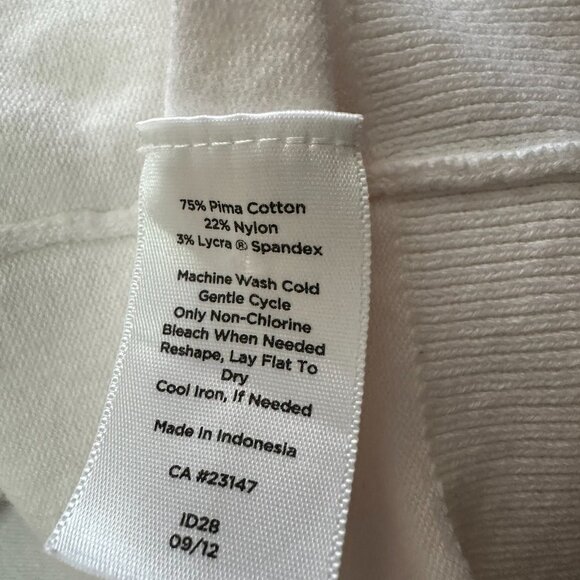 75% Pima Cotton
22% Nylon
3% Lycra ® Spandex
Machine Wash Cold
Gentle Cycle
Only Non-Chlorine
Bleach When Needed
Reshape, Lay Flat To
Dry
Cool Iron, If Needed
Made In Indonesia
CA #23147
ID28
09/12